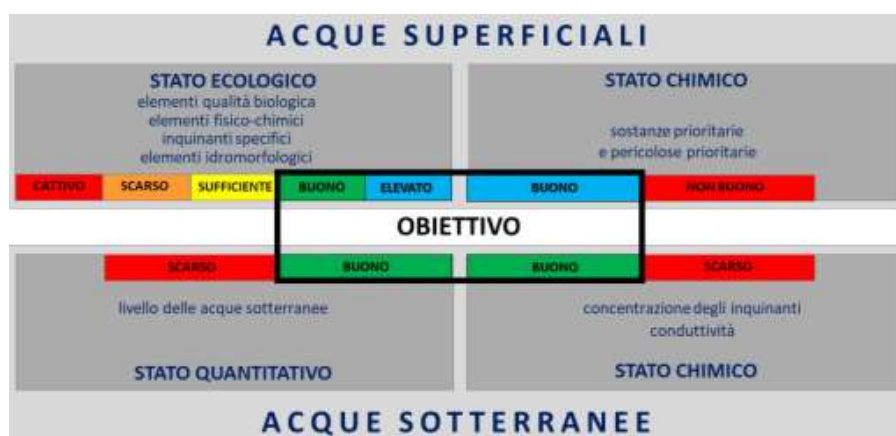 ACQUE SUPERFICIALI
STATO ECOLOGICO
elementi qualità biologica
elementi fisico-chimici
inquinanti specifici
elementi idromorfologici
STATO CHIMICO
sostanze prioritarie
e pericolose prioritarie
CATTIVO SCARSO SUFFICIENTE BUONO ELEVATO BUONO NON BUONO
OBIETTIVO
SCARSO BUONO BUONO SCARSO
livello delle acque sotterranee
STATO QUANTITATIVO
concentrazione degli inquinanti
conduttività
STATO CHIMICO
ACQUE SOTTERRANEE